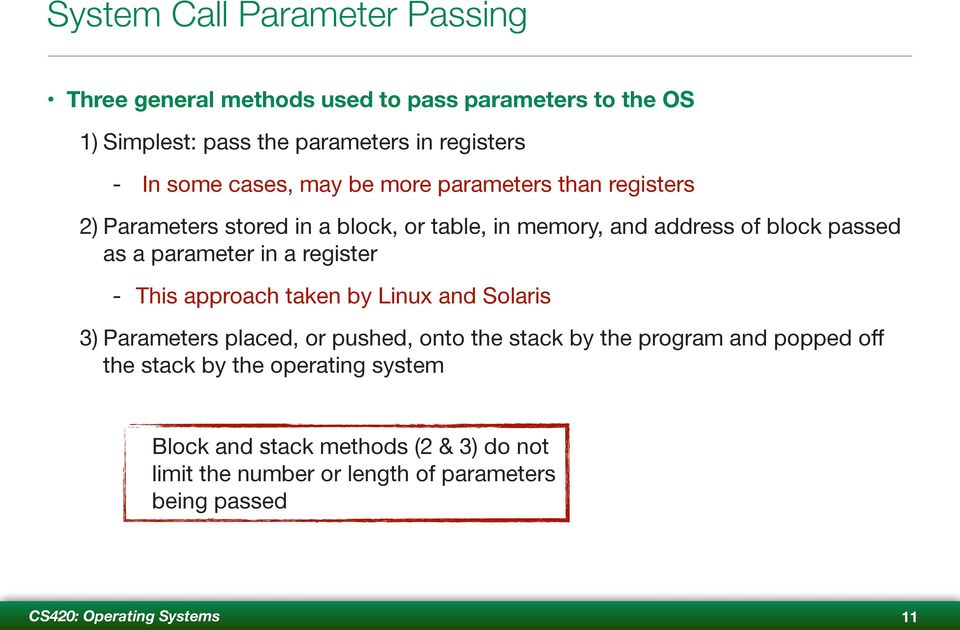 System Call Parameter Passing
• Three general methods used to pass parameters to the OS
1) Simplest: pass the parameters in registers
- In some cases, may be more parameters than registers
2) Parameters stored in a block, or table, in memory, and address of block passed
as a parameter in a register
- This approach taken by Linux and Solaris
3) Parameters placed, or pushed, onto the stack by the program and popped off
the stack by the operating system
Block and stack methods (2 & 3) do not
limit the number or length of parameters
being passed
CS420: Operating Systems 11